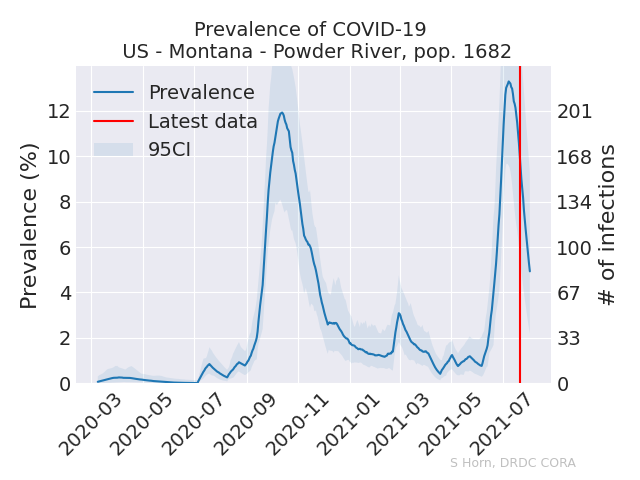 Prevalence of COVID-19
US - Montana - Powder River, pop. 1682
Prevalence
Latest data
95CI
Prevalence (%)
12
10
8
6
4
2
0
201
168
134
100
67
33
0
# of infections
2020-03
2020-05
2020-07
2020-09
2020-11
2021-01
2021-03
2021-05
2021-07
S Horn, DRDC CORA